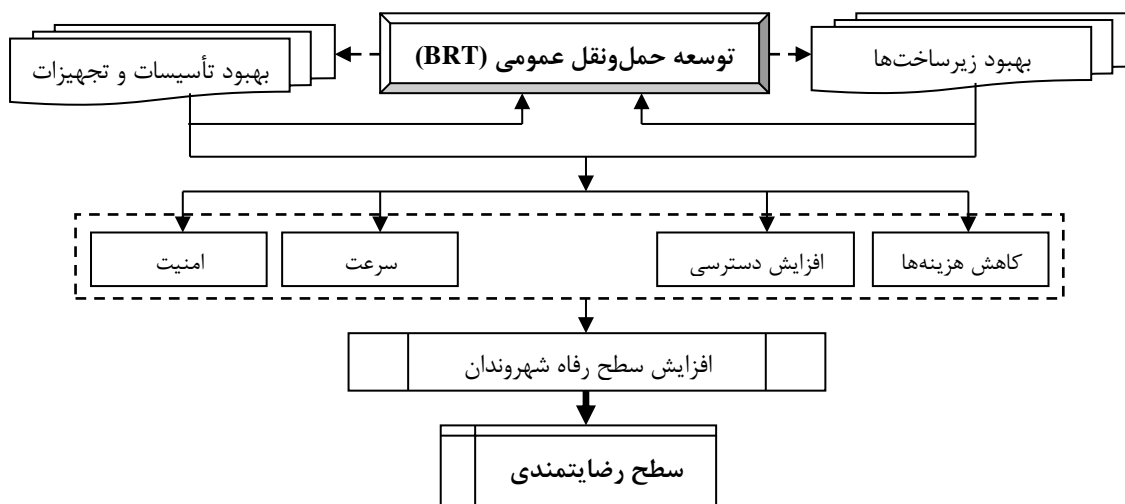 توسعه حمل‌ونقل عمومی (BRT)
بهبود زیرساخت‌ها
بهبود تأسیسات و تجهیزات
کاهش هزینه‌ها
افزایش دسترسی
سرعت
امنیت
افزایش سطح رفاه شهروندان
سطح رضایتمندی